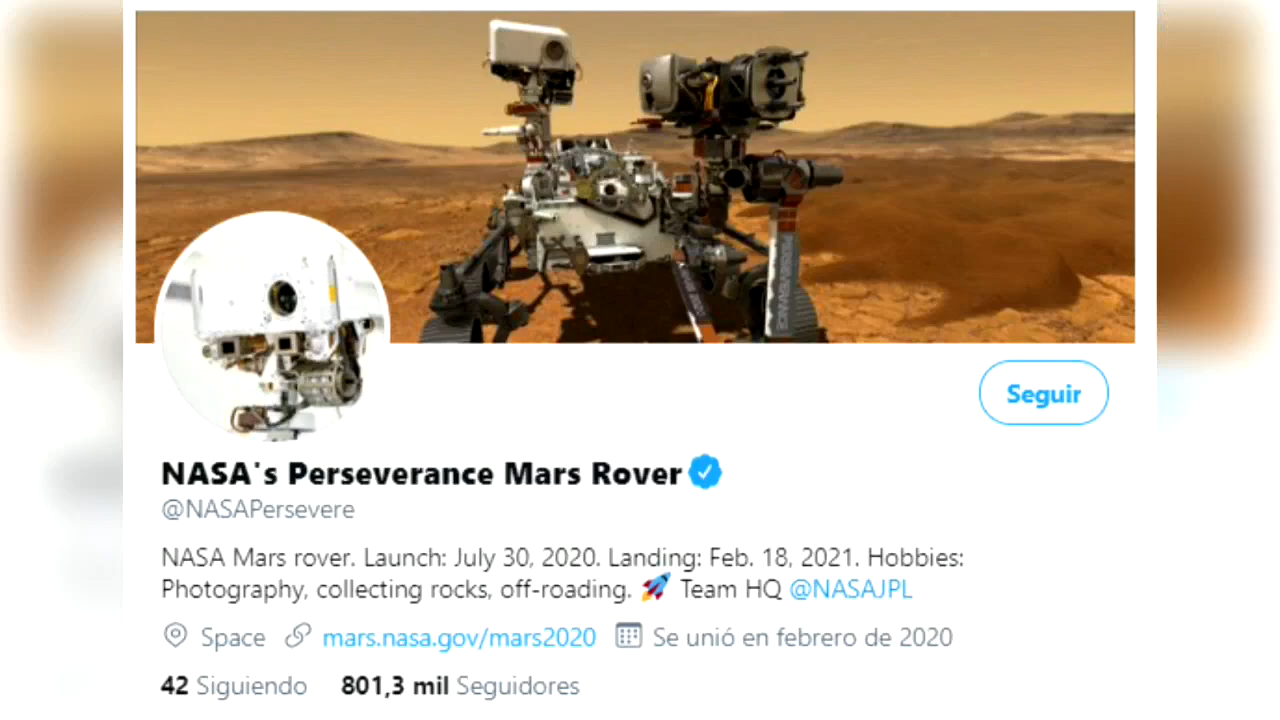 Seguir
NASA's Perseverance Mars Rover
@NASAPersevere
NASA Mars rover. Launch: July 30, 2020. Landing: Feb. 18, 2021. Hobbies:
Photography, collecting rocks, off-roading. 🚀 Team HQ @NASAJPL
Space mars.nasa.gov/mars2020 Se unió en febrero de 2020
42 Siguiendo 801,3 mil Seguidores